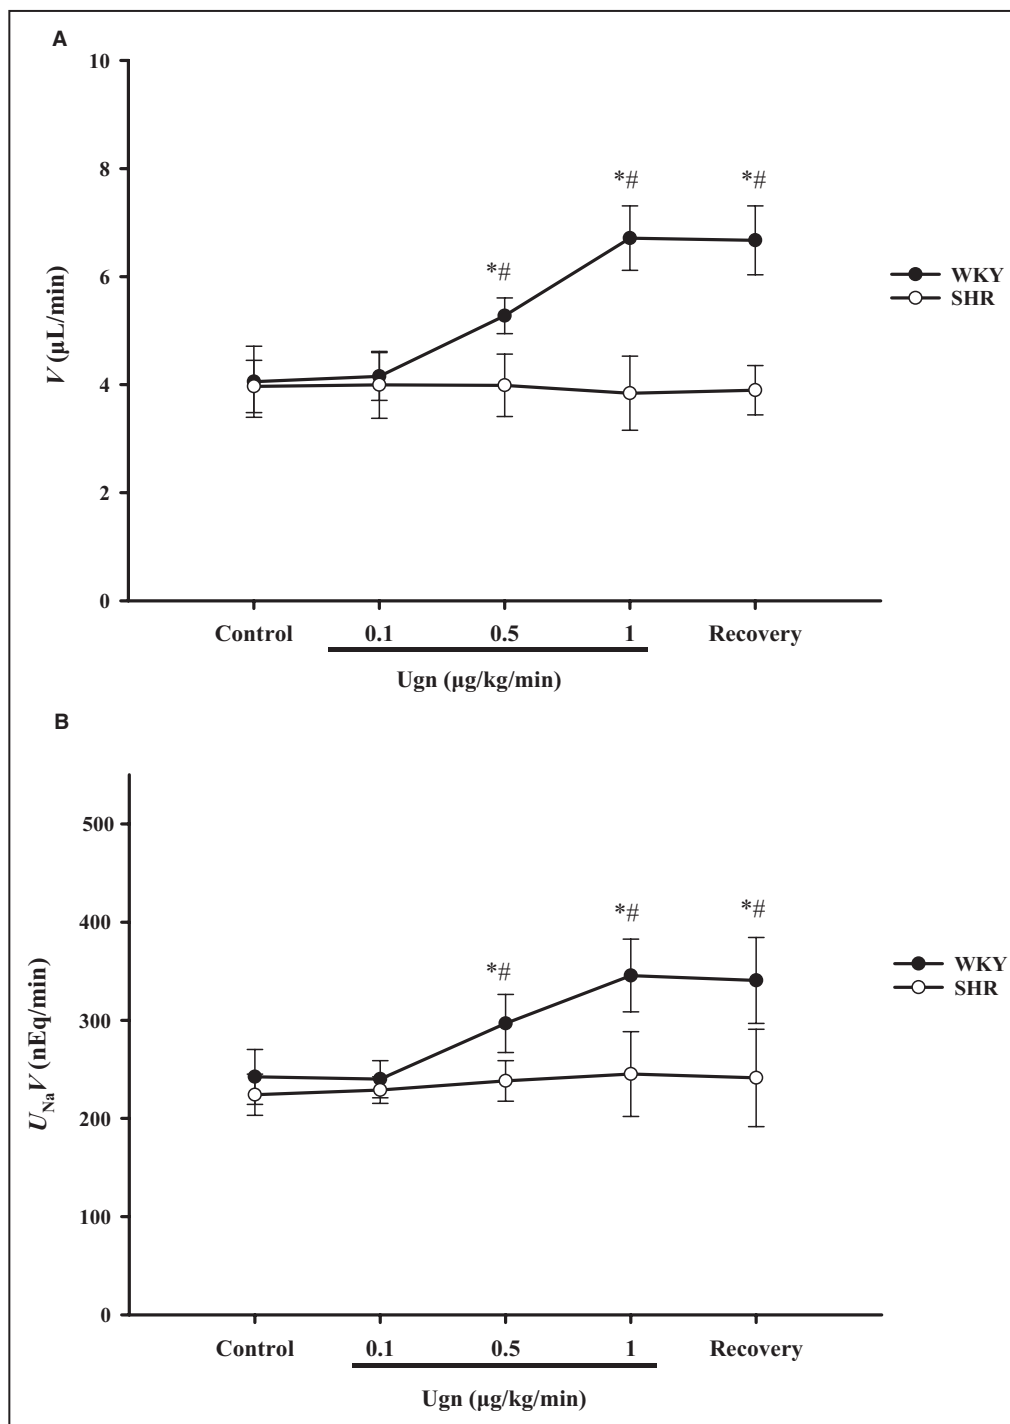 A
10
8
6
4
2
0
V (µL/min)
*#
*#
*#
WKY
SHR
Control 0.1 0.5 1 Recovery
Ugn (µg/kg/min)
B
500
400
300
200
100
0
UNaV (nEq/min)
*#
*#
*#
WKY
SHR
Control 0.1 0.5 1 Recovery
Ugn (µg/kg/min)